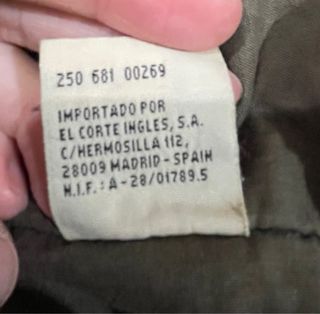 250 681 00269
IMPORTADO POR
EL CORTE INGLES, S.A.
C/HERMOSILLA 112,
28009 MADRID - SPAIN
N.I.F.: A-28/01789.5